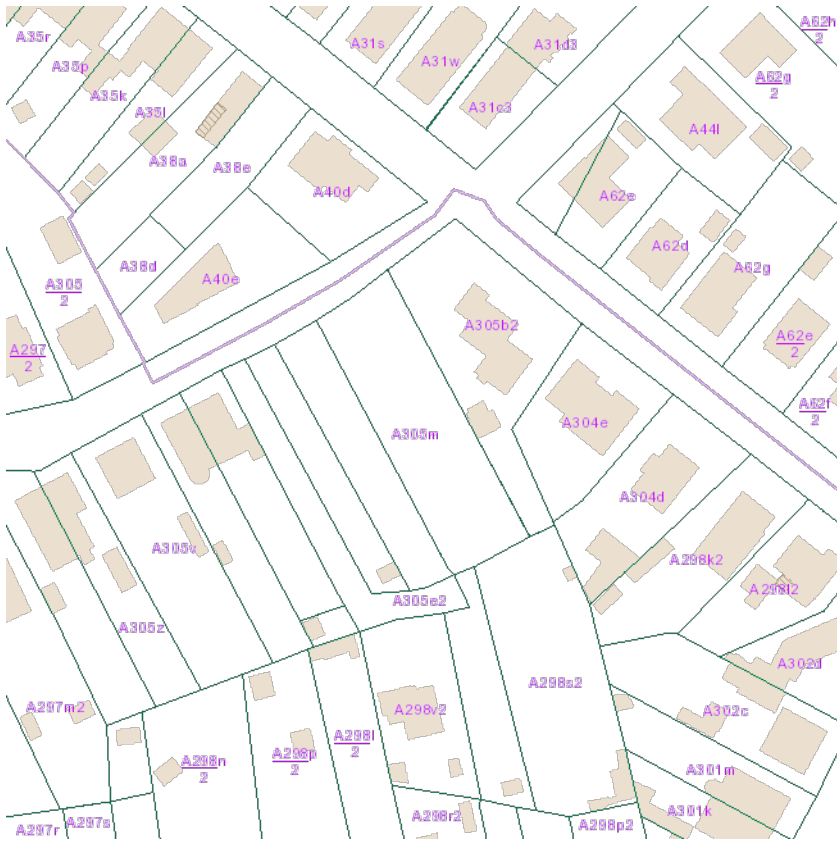 A62h
2
A35r
A31s
A31d3
A35p
A31w
A62g
2
A35k
A31c3
A35l
A44l
A38a
A38e
A40d
A62e
A62d
A38d
A62g
A40e
A305
2
A305b2
A62e
2
A297
2
A62f
2
A304e
A305m
A304d
A305v
A298k2
A298l2
A305e2
A305z
A302d
A298s2
A297m2
A298v2
A302c
A298l
2
A298n
2
A298p
2
A301m
A301k
A298r2
A297s
A298p2
A297r